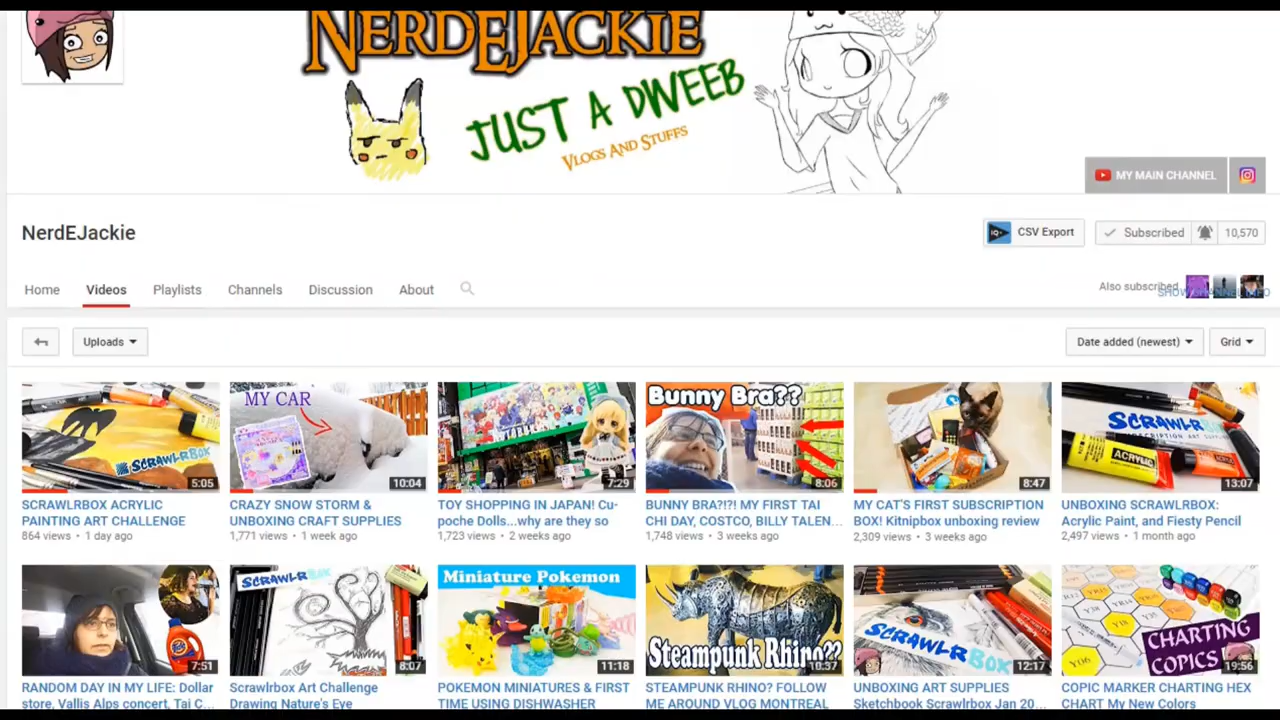 NERDEJACKIE
JUST A DWEEB
VLOGS AND STUFFS
MY MAIN CHANNEL
NerdEJackie
CSV Export
Subscribed
10,570
Home
Videos
Playlists
Channels
Discussion
About
Also subscribed
Uploads
Date added (newest)
Grid
SCRAWLRBOX
5:05
MY CAR
10:04
7:29
Bunny Bra??
8:06
8:47
SCRAWLR
ACRYLIC
13:07
SCRAWLRBOX ACRYLIC
PAINTING ART CHALLENGE
864 views • 1 day ago
CRAZY SNOW STORM &
UNBOXING CRAFT SUPPLIES
1,771 views • 1 week ago
TOY SHOPPING IN JAPAN! Cu-
poche Dolls...why are they so
1,723 views • 2 weeks ago
BUNNY BRA?!?! MY FIRST TAI
CHI DAY, COSTCO, BILLY TALEN...
1,748 views • 3 weeks ago
MY CAT'S FIRST SUBSCRIPTION
BOX! Kitnipbox unboxing review
2,309 views • 3 weeks ago
UNBOXING SCRAWLRBOX:
Acrylic Paint, and Fiesty Pencil
2,497 views • 1 month ago
7:51
SCRAWLRBOX
8:07
Miniature Pokemon
11:18
Steampunk Rhino??
10:37
SCRAWLRBOX
12:17
Y18
Y06
CHARTING
COPICS
19:56
RANDOM DAY IN MY LIFE: Dollar
store, Vallis Alps concert, Tai C...
Scrawlrbox Art Challenge
Drawing Nature's Eye
POKEMON MINIATURES & FIRST
TIME USING DISHWASHER
STEAMPUNK RHINO? FOLLOW
ME AROUND VLOG MONTREAL
UNBOXING ART SUPPLIES
Sketchbook Scrawlrbox Jan 20...
COPIC MARKER CHARTING HEX
CHART My New Colors